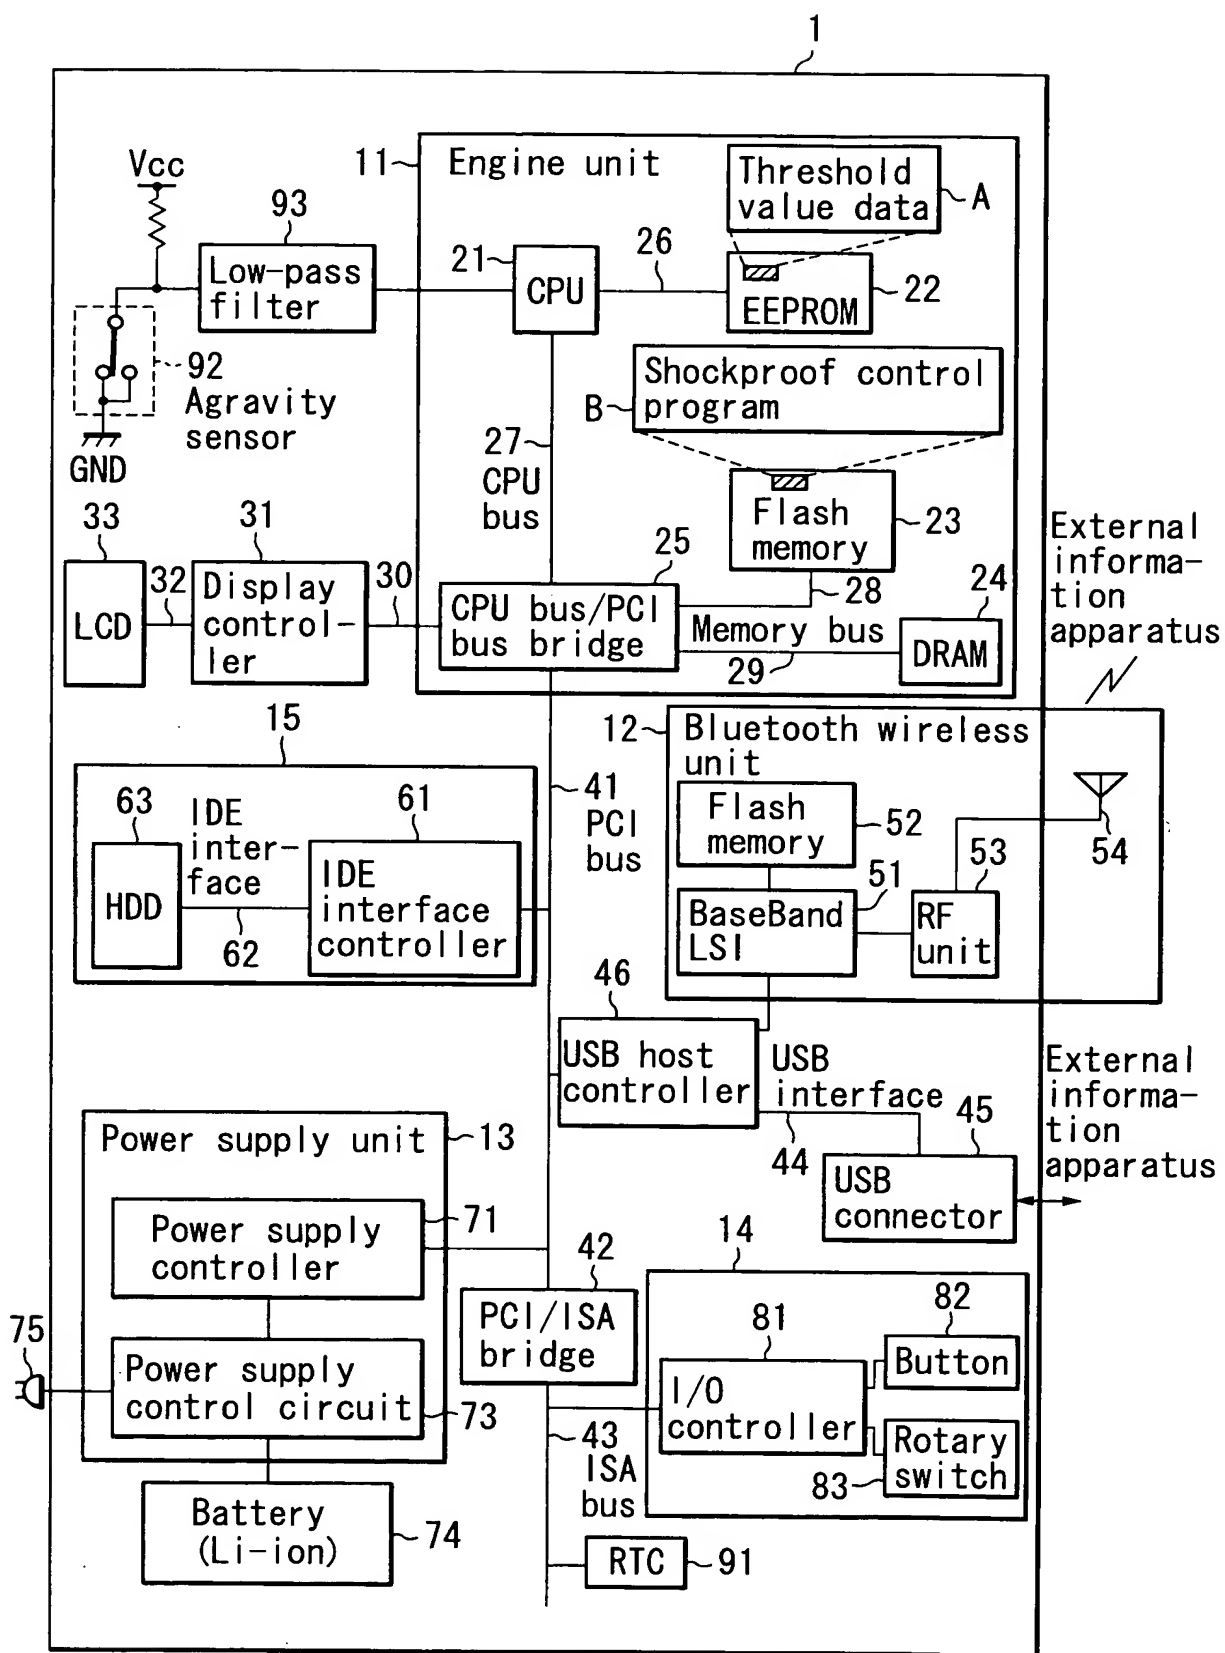 1
11
Engine unit
Threshold
value data
A
Vcc
93
Low-pass
filter
21
CPU
26
EEPROM
22
92
Agravity
sensor
GND
Shockproof control
program
B
27
CPU
bus
Flash
memory
23
33
LCD
32
31
Display
control-
ler
30
25
CPU bus/PCI
bus bridge
28
Memory bus
29
24
DRAM
External
informa-
tion
apparatus
15
63
HDD
IDE
inter-
face
62
61
IDE
interface
controller
41
PCI
bus
12
Bluetooth wireless
unit
Flash
memory
52
51
BaseBand
LSI
53
RF
unit
54
46
USB host
controller
USB
interface
44
45
USB
connector
External
informa-
tion
apparatus
Power supply unit
13
Power supply
controller
71
75
Power supply
control circuit
73
Battery
(Li-ion)
74
42
PCI/ISA
bridge
43
ISA
bus
14
81
I/O
controller
82
Button
Rotary
switch
83
RTC
91